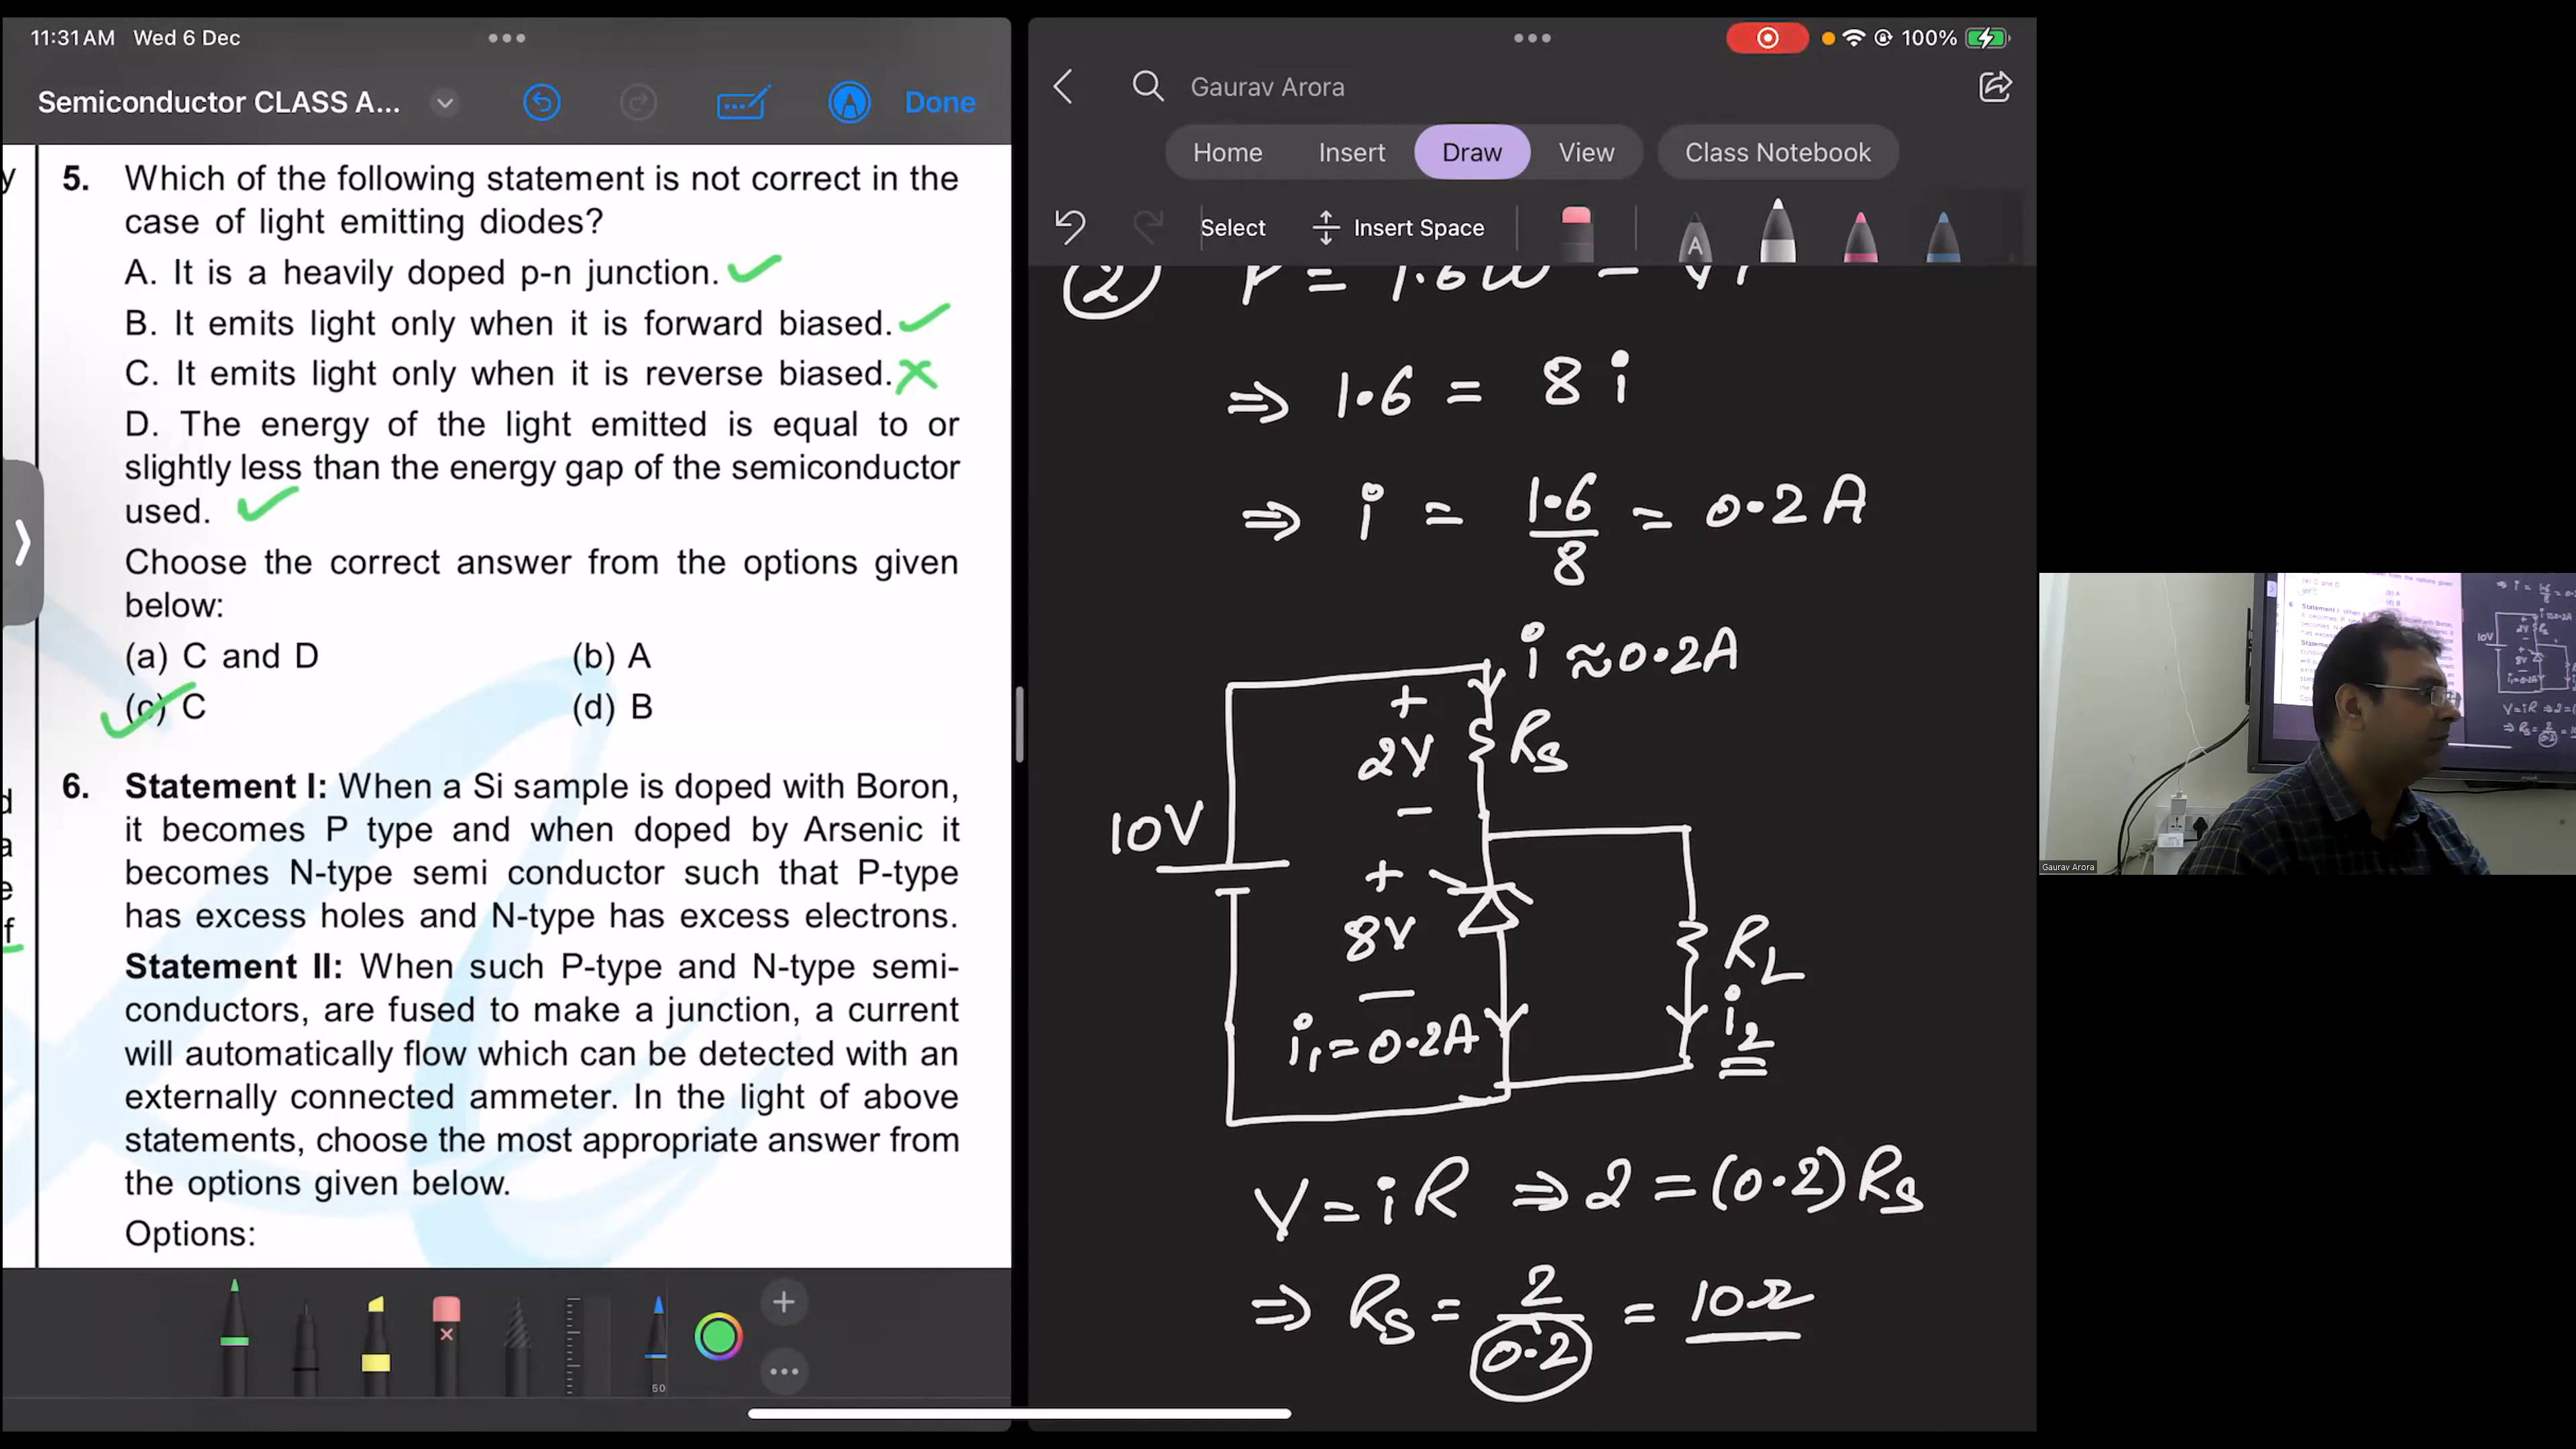 11:31 AM Wed 6 Dec
100%
Semiconductor CLASS A...
Done
Gaurav Arora
Home Insert Draw View Class Notebook
Select Insert Space
5. Which of the following statement is not correct in the
case of light emitting diodes?
A. It is a heavily doped p-n junction.
B. It emits light only when it is forward biased.
C. It emits light only when it is reverse biased.
D. The energy of the light emitted is equal to or
slightly less than the energy gap of the semiconductor
used.
Choose the correct answer from the options given
below:
(a) C and D (b) A
(c) C (d) B
6. Statement I: When a Si sample is doped with Boron,
it becomes P type and when doped by Arsenic it
becomes N-type semi conductor such that P-type
has excess holes and N-type has excess electrons.
Statement II: When such P-type and N-type semi-
conductors, are fused to make a junction, a current
will automatically flow which can be detected with an
externally connected ammeter. In the light of above
statements, choose the most appropriate answer from
the options given below.
Options:
50
(2) P = 1.6W =
⇒ 1.6 = 8 i
⇒ i = 1.6/8 = 0.2 A
i ≈ 0.2A
+
2V Rs
−
10V
+
8V
−
RL
i₁ = 0.2A i₂
V = iR ⇒ 2 = (0.2) Rs
⇒ Rs = 2/0.2 = 10Ω
Gaurav Arora